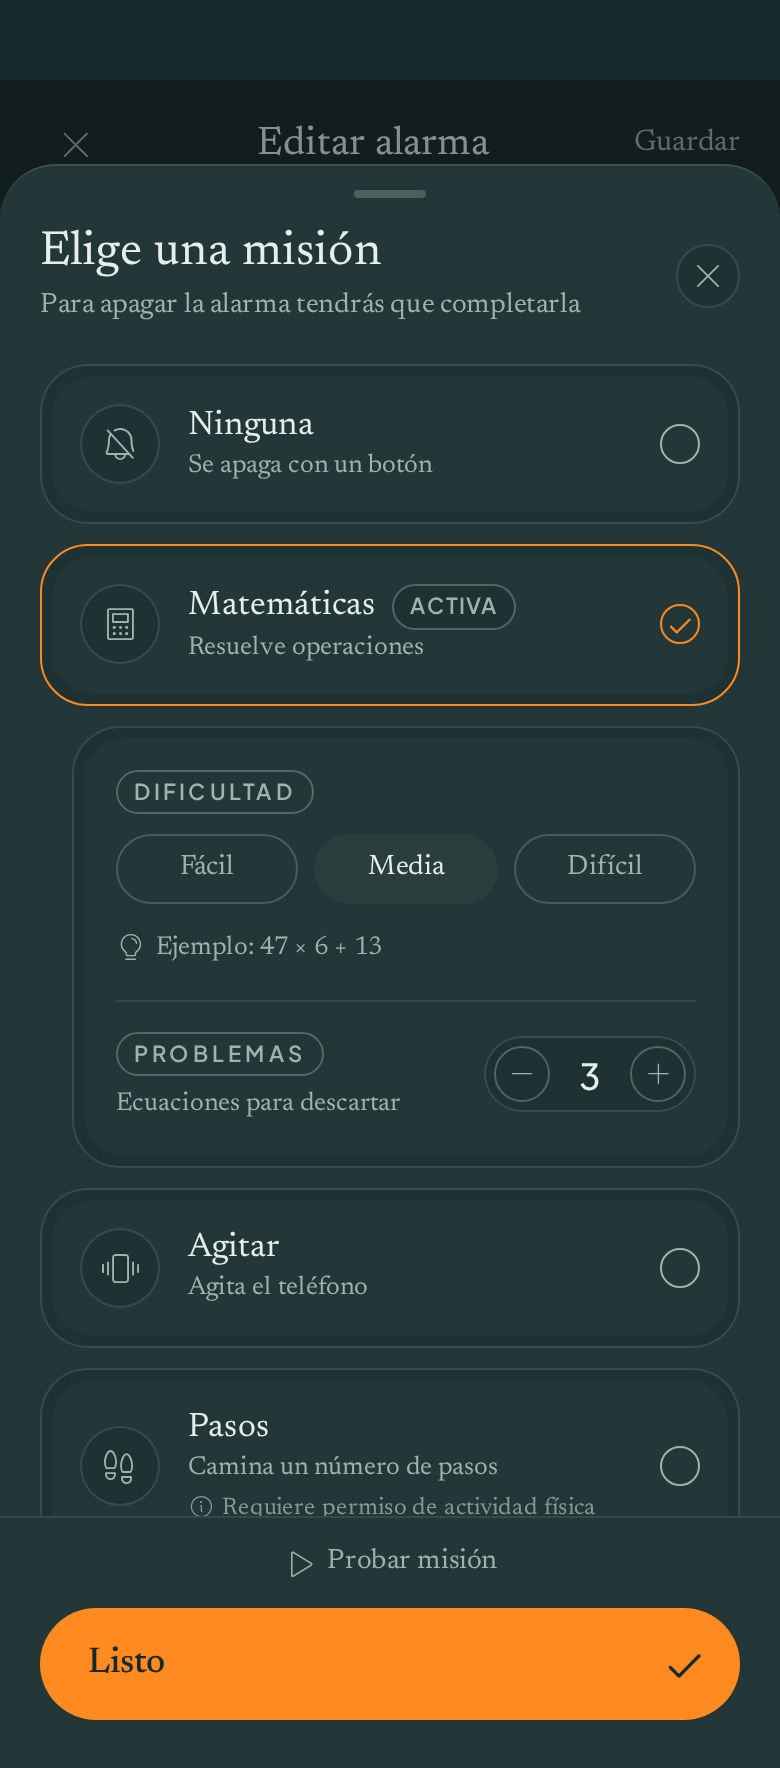 Editar alarma
Guardar
Elige una misión
Para apagar la alarma tendrás que completarla
Ninguna
Se apaga con un botón
Matemáticas ACTIVA
Resuelve operaciones
DIFICULTAD
Fácil Media Difícil
Ejemplo: 47 × 6 + 13
PROBLEMAS
Ecuaciones para descartar
3
Agitar
Agita el teléfono
Pasos
Camina un número de pasos
Requiere permiso de actividad física
Probar misión
Listo